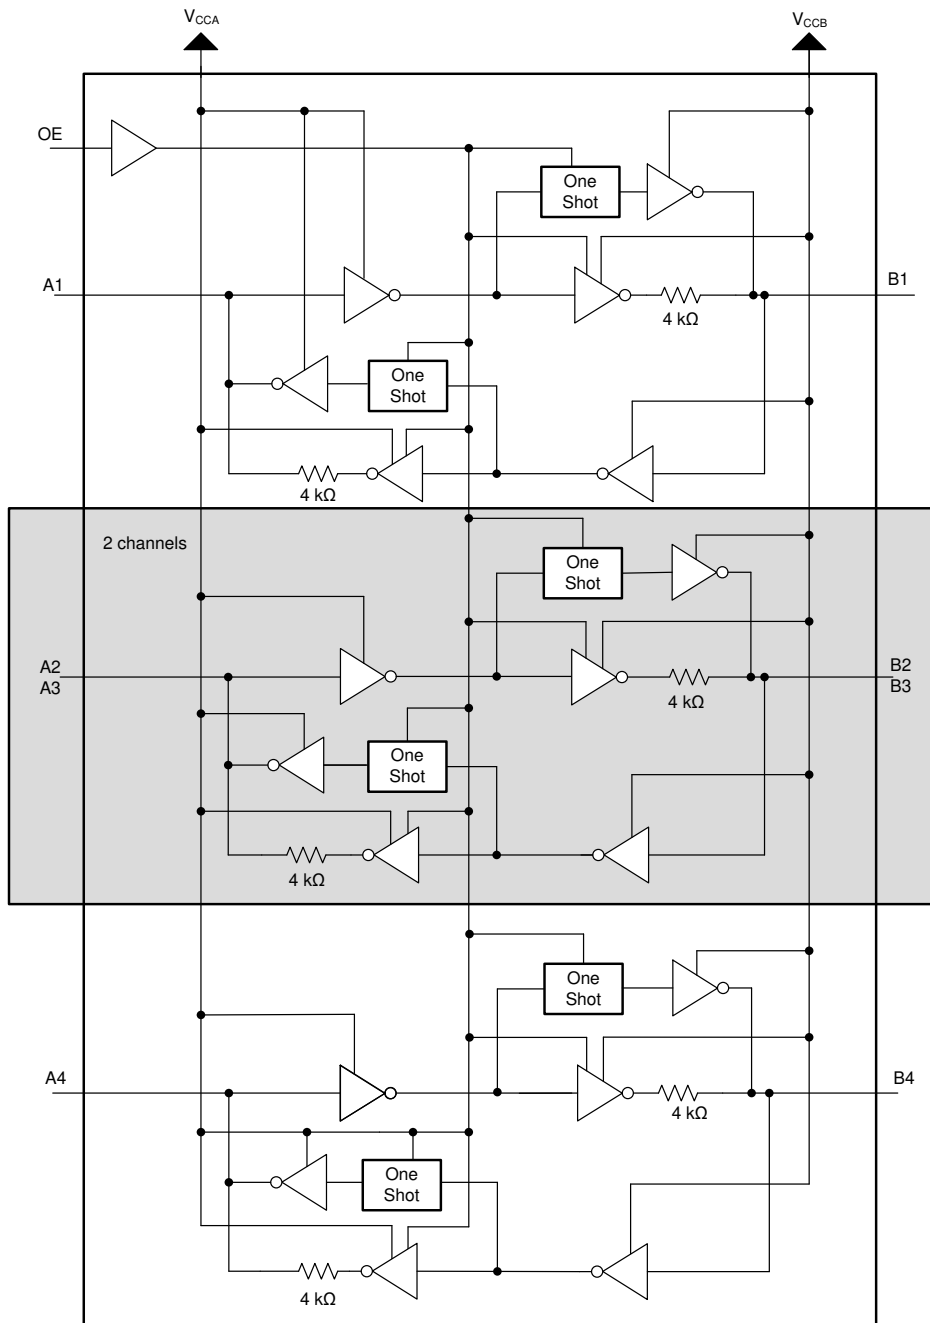 VCCA
VCCB
OE
One
Shot
A1
B1
4 kΩ
One
Shot
4 kΩ
2 channels
One
Shot
A2
A3
B2
B3
4 kΩ
One
Shot
4 kΩ
One
Shot
A4
B4
4 kΩ
One
Shot
4 kΩ